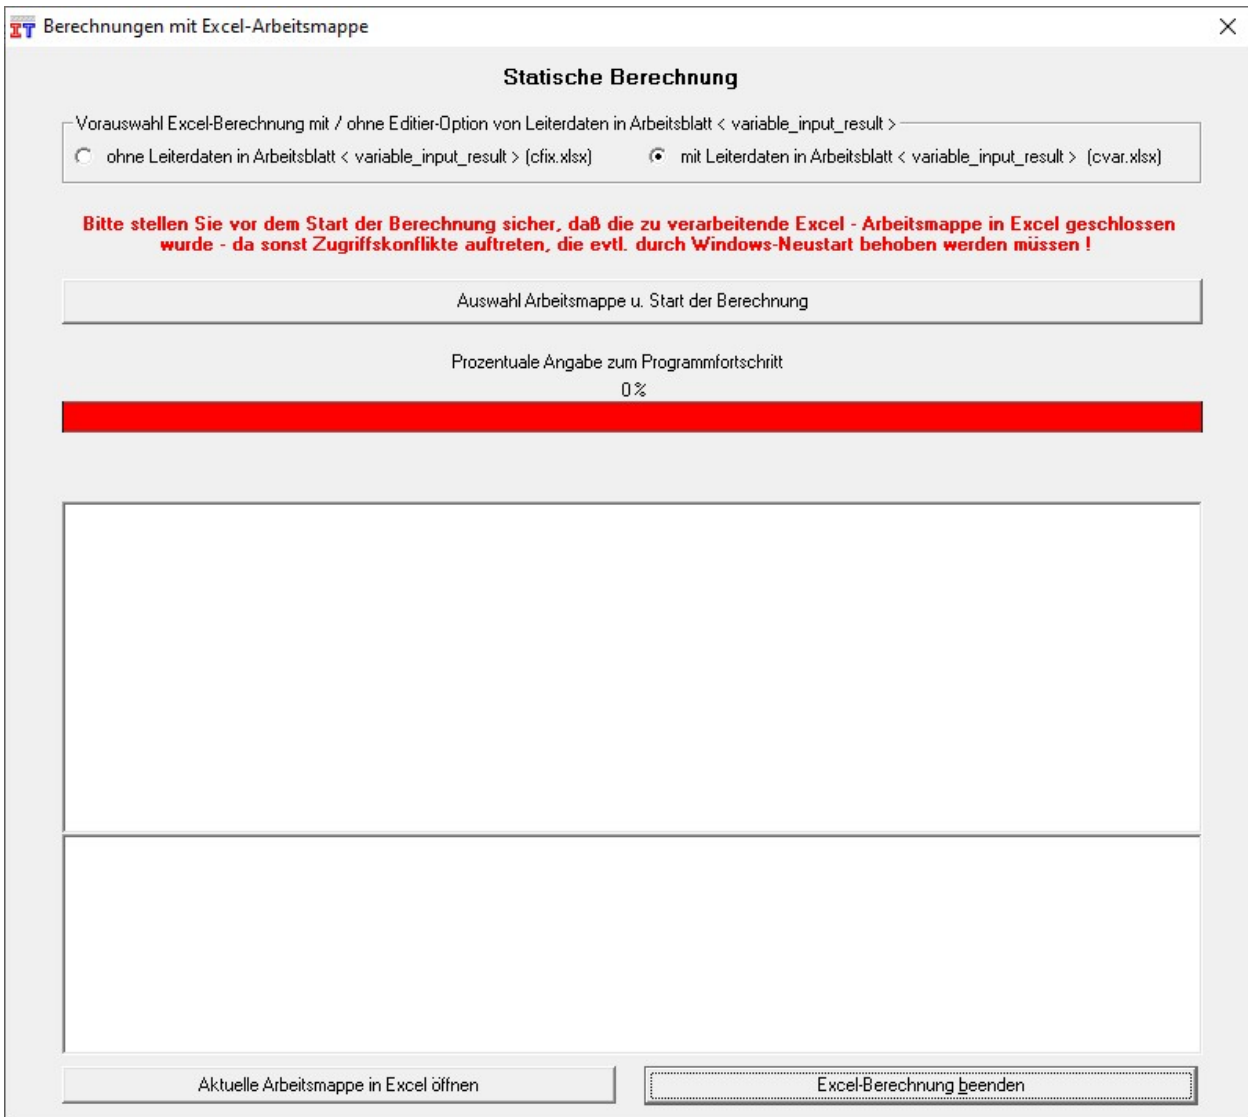 IT Berechnungen mit Excel-Arbeitsmappe
Statische Berechnung
Vorauswahl Excel-Berechnung mit / ohne Editier-Option von Leiterdaten in Arbeitsblatt < variable_input_result >
ohne Leiterdaten in Arbeitsblatt < variable_input_result > (cfix.xlsx) mit Leiterdaten in Arbeitsblatt < variable_input_result > (cvar.xlsx)
Bitte stellen Sie vor dem Start der Berechnung sicher, daß die zu verarbeitende Excel - Arbeitsmappe in Excel geschlossen
wurde - da sonst Zugriffskonflikte auftreten, die evtl. durch Windows-Neustart behoben werden müssen !
Auswahl Arbeitsmappe u. Start der Berechnung
Prozentuale Angabe zum Programmfortschritt
0 %
Aktuelle Arbeitsmappe in Excel öffnen Excel-Berechnung beenden